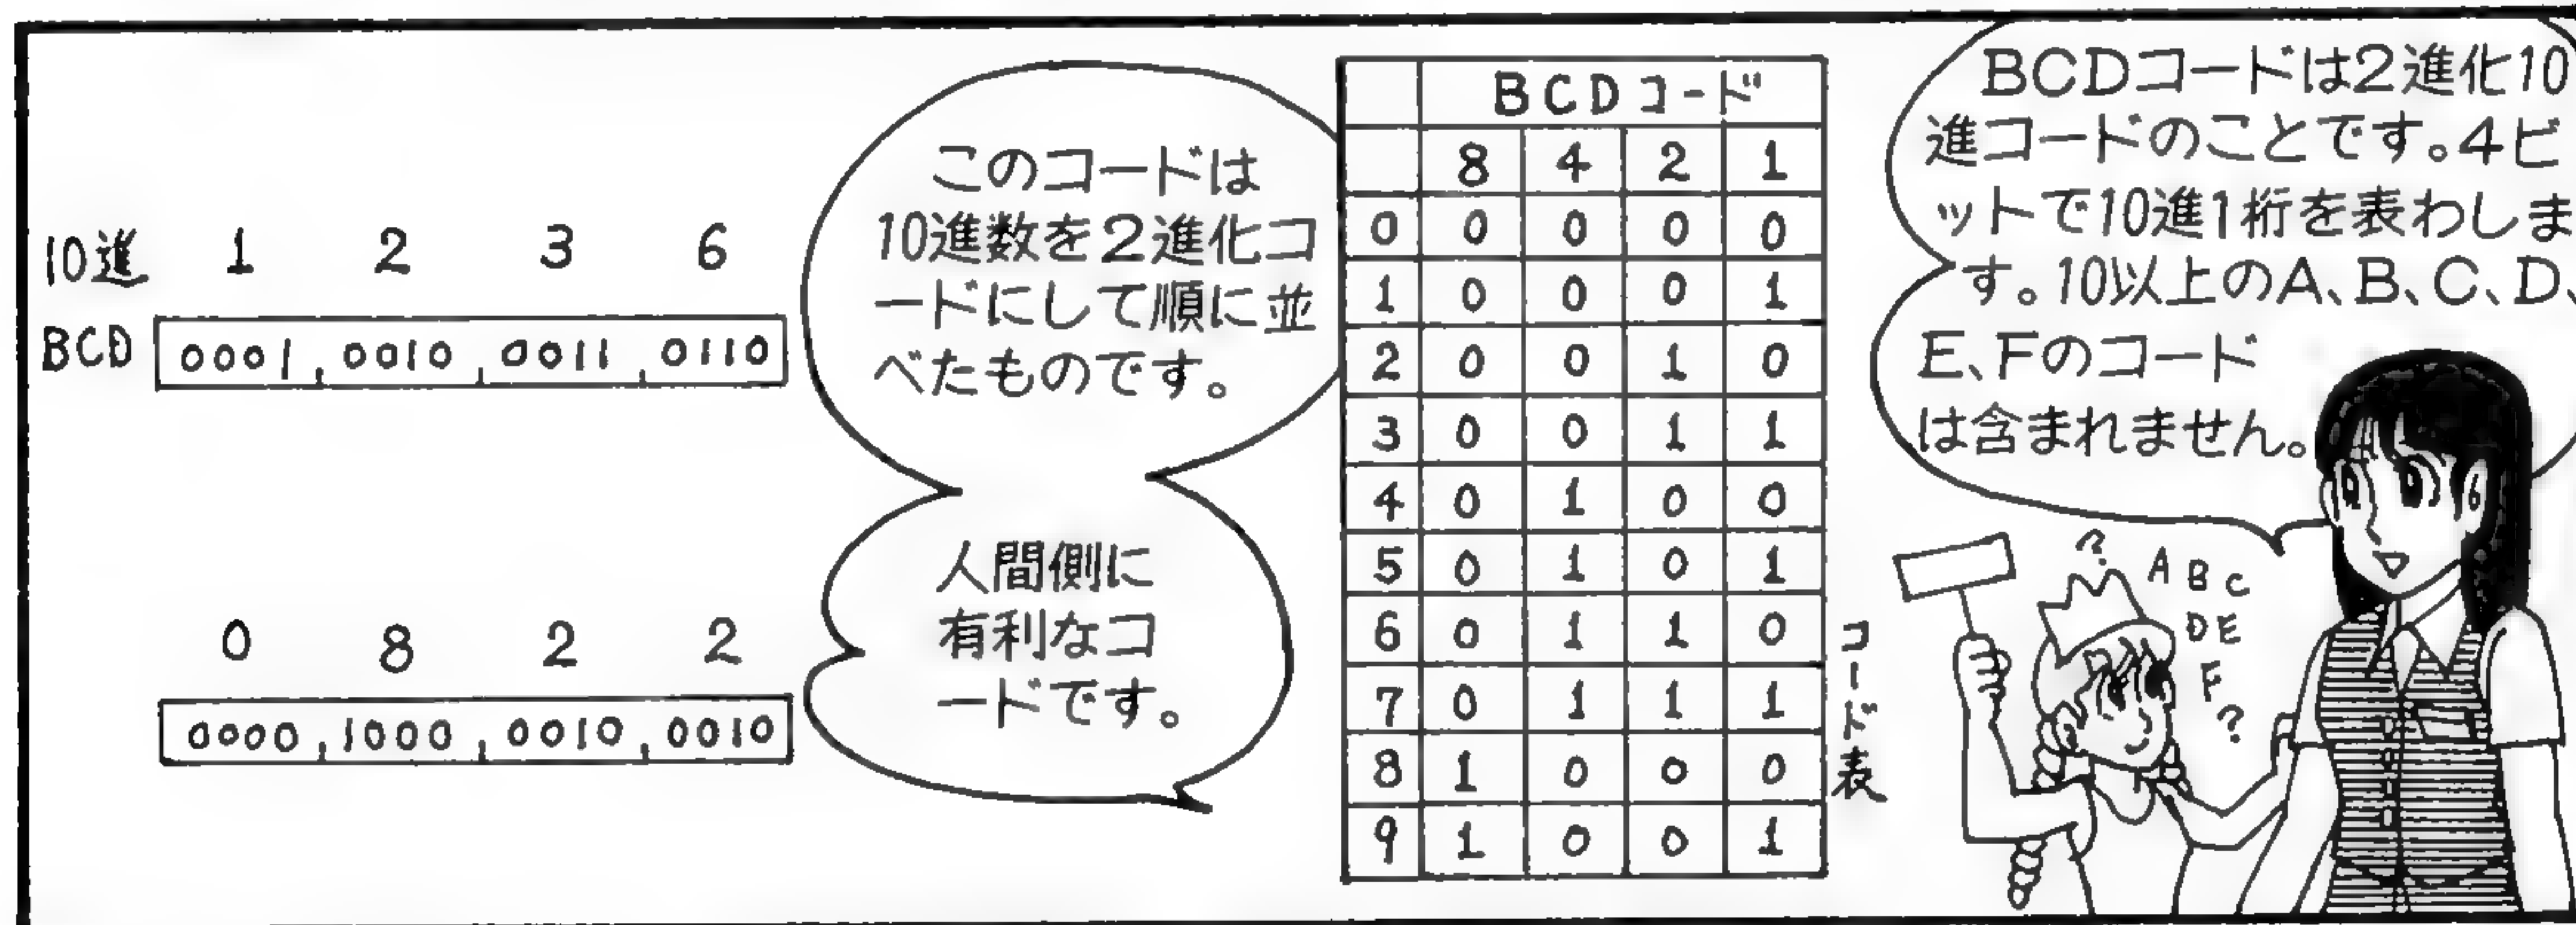 BCDコードは2進化10
進コードのことです。4ビ
ットで10進1桁を表わしま
す。10以上のA、B、C、D、
E、Fのコード
は含まれません。
? A B C
D E
F
?
BCDコード
8 4 2 1
0 0 0 0 0
1 0 0 0 1
2 0 0 1 0
3 0 0 1 1
4 0 1 0 0
5 0 1 0 1
6 0 1 1 0
7 0 1 1 1
8 1 0 0 0
9 1 0 0 1
コード表
このコードは
10進数を2進化コ
ードにして順に並
べたものです。
人間側に
有利なコ
ードです。
10進 1 2 3 6
BCD 0001 0010 0011 0110
0 8 2 2
0000 1000 0010 0010